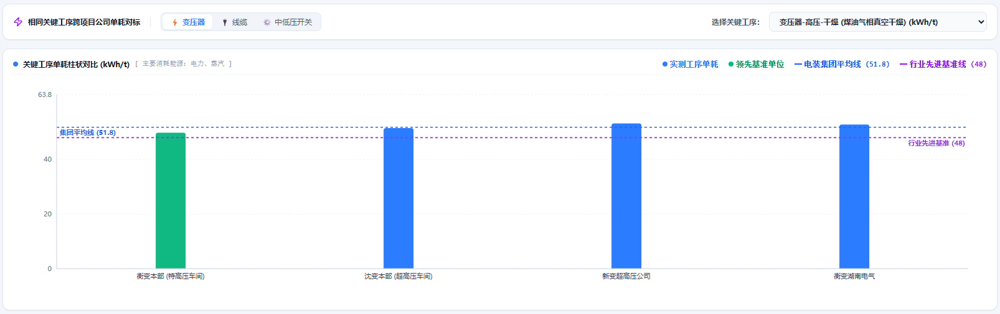 相同关键工序跨项目公司单耗对标
变压器
线缆
中低压开关
选择关键工序：
变压器-高压-干燥 (煤油气相真空干燥) (kWh/t)
关键工序单耗柱状对比 (kWh/t)
[ 主要消耗能源: 电力、蒸汽 ]
实测工序单耗
领先基准单位
电装集团平均线 (51.8)
行业先进基准线 (48)
63.8
集团平均线 (51.8)
行业先进基准 (48)
40
20
0
衡变本部 (特高压车间)
沈变本部 (超高压车间)
新变超高压公司
衡变湖南电气